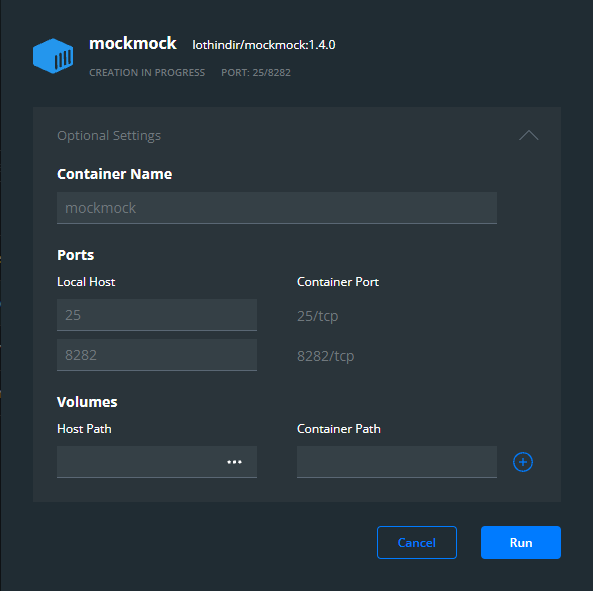 mockmock lothindir/mockmock:1.4.0
CREATION IN PROGRESS PORT: 25/8282
Optional Settings
Container Name
mockmock
Ports
Local Host Container Port
25 25/tcp
8282 8282/tcp
Volumes
Host Path Container Path
Cancel Run